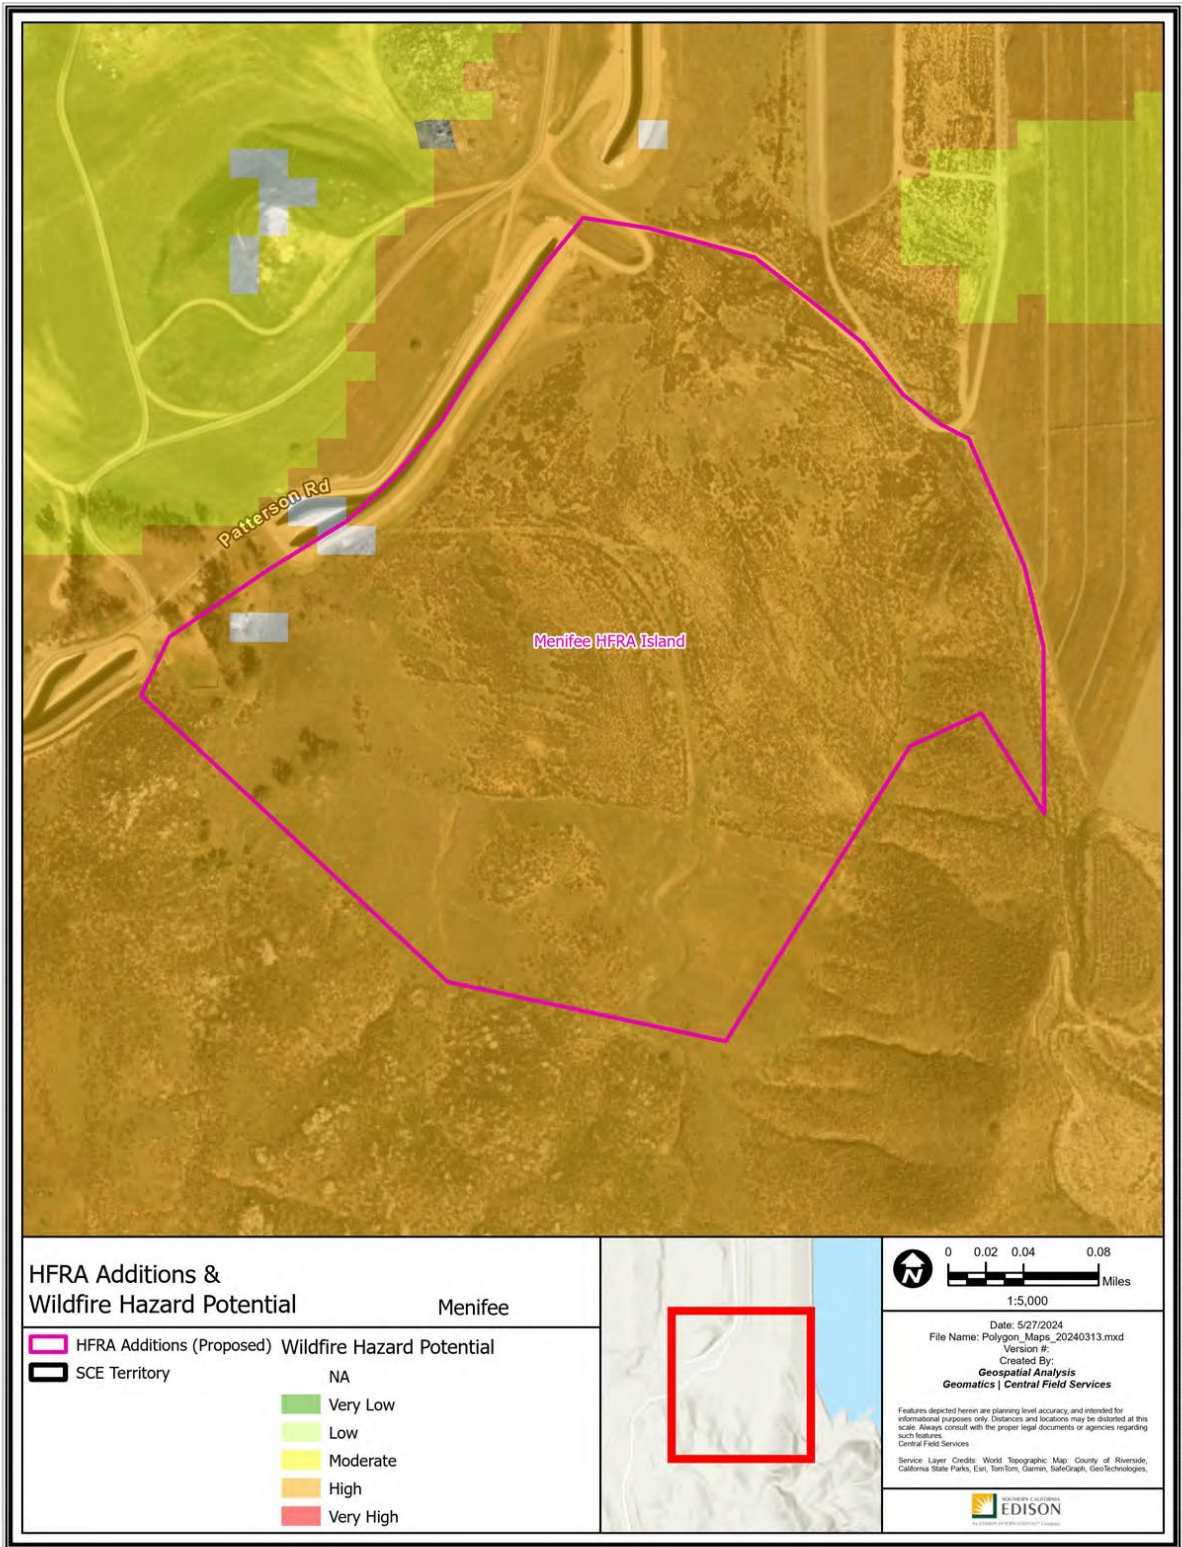 Patterson Rd
Menifee HFRA Island
HFRA Additions &
Wildfire Hazard Potential
Menifee
HFRA Additions (Proposed)
SCE Territory
Wildfire Hazard Potential
NA
Very Low
Low
Moderate
High
Very High
N
0 0.02 0.04 0.08
Miles
1:5,000
Date: 5/27/2024
File Name: Polygon_Maps_20240313.mxd
Version #:
Created By:
Geospatial Analysis
Geomatics | Central Field Services
Features depicted herein are planning level accuracy, and intended for
informational purposes only. Distances and locations may be distorted at this
scale. Always consult with the proper legal documents or agencies regarding
such features.
Central Field Services
Service Layer Credits: World Topographic Map: County of Riverside,
California State Parks, Esri, TomTom, Garmin, SafeGraph, GeoTechnologies,
SOUTHERN CALIFORNIA
EDISON
An EDISON INTERNATIONAL® Company